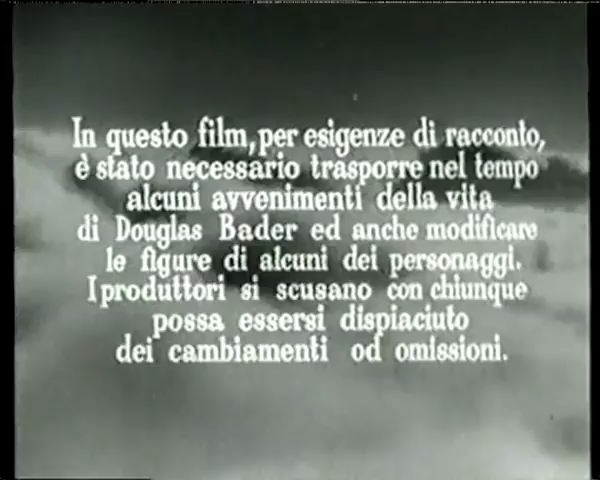 In questo film, per esigenze di racconto,
è stato necessario trasporre nel tempo
alcuni avvenimenti della vita
di Douglas Bader ed anche modificare
le figure di alcuni dei personaggi.
I produttori si scusano con chiunque
possa essersi dispiaciuto
dei cambiamenti od omissioni.